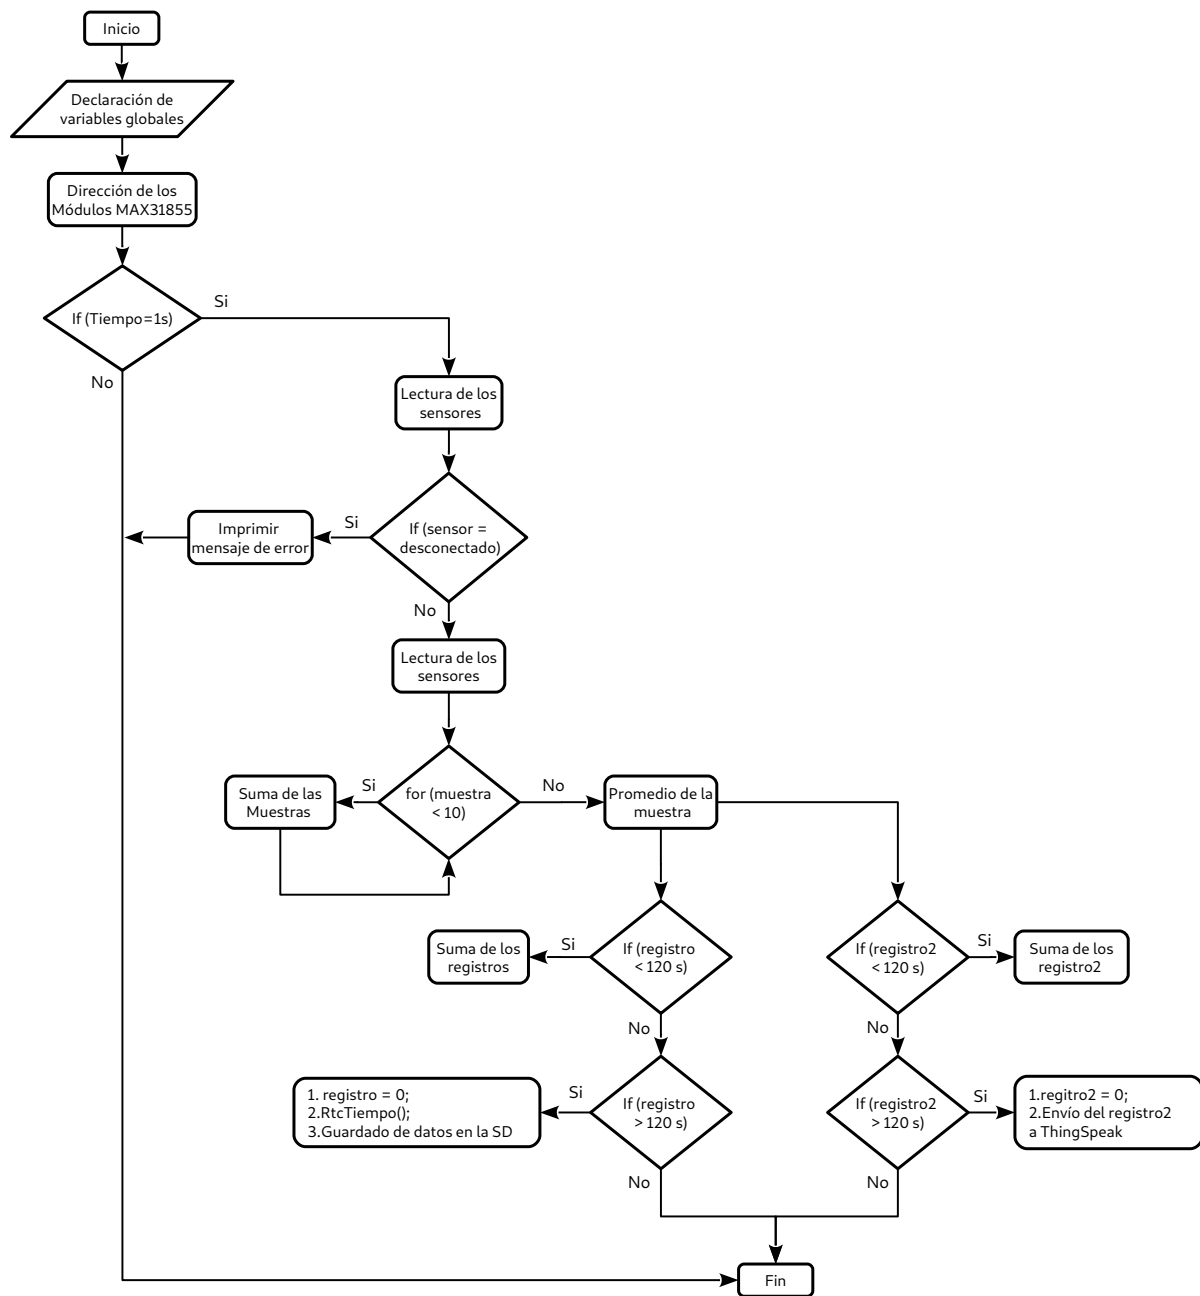 Inicio
Declaración de
variables globales
Dirección de los
Módulos MAX31855
If (Tiempo=1s)
Si
No
Lectura de los
sensores
If (sensor =
desconectado)
Si
Imprimir
mensaje de error
No
Lectura de los
sensores
for (muestra
< 10)
Si
Suma de las
Muestras
No
Promedio de la
muestra
If (registro
< 120 s)
Si
Suma de los
registros
No
If (registro2
< 120 s)
Si
Suma de los
registro2
No
If (registro
> 120 s)
Si
1. registro = 0;
2.RtcTiempo();
3.Guardado de datos en la SD
No
If (registro2
> 120 s)
Si
1.regitro2 = 0;
2.Envío del registro2
a ThingSpeak
No
Fin